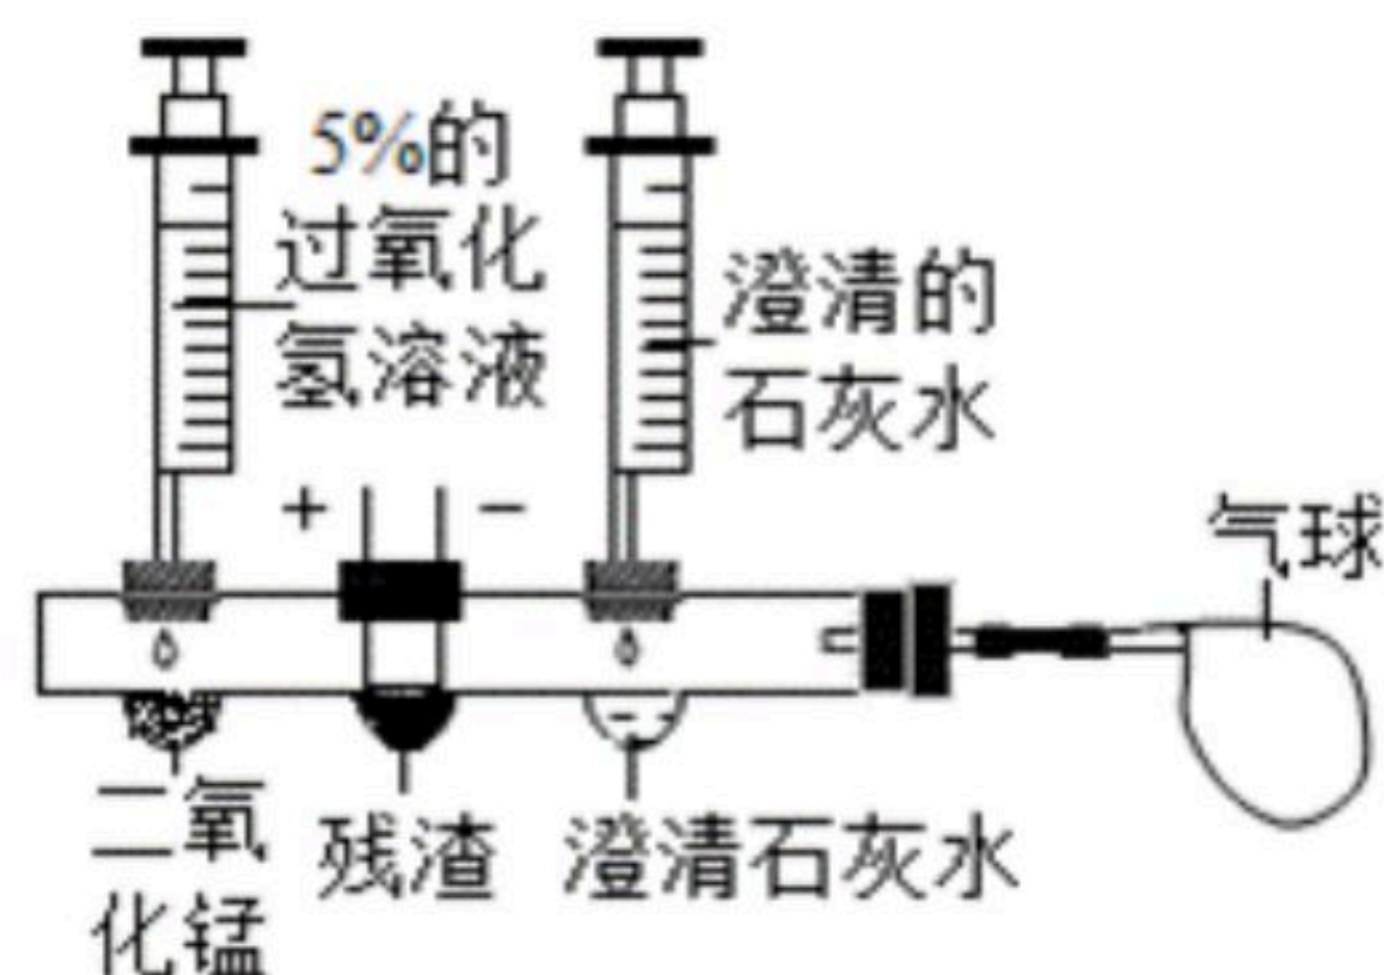 5%的
过氧化
氢溶液
澄清的
石灰水
+ −
气球
二氧
化锰
残渣
澄清石灰水